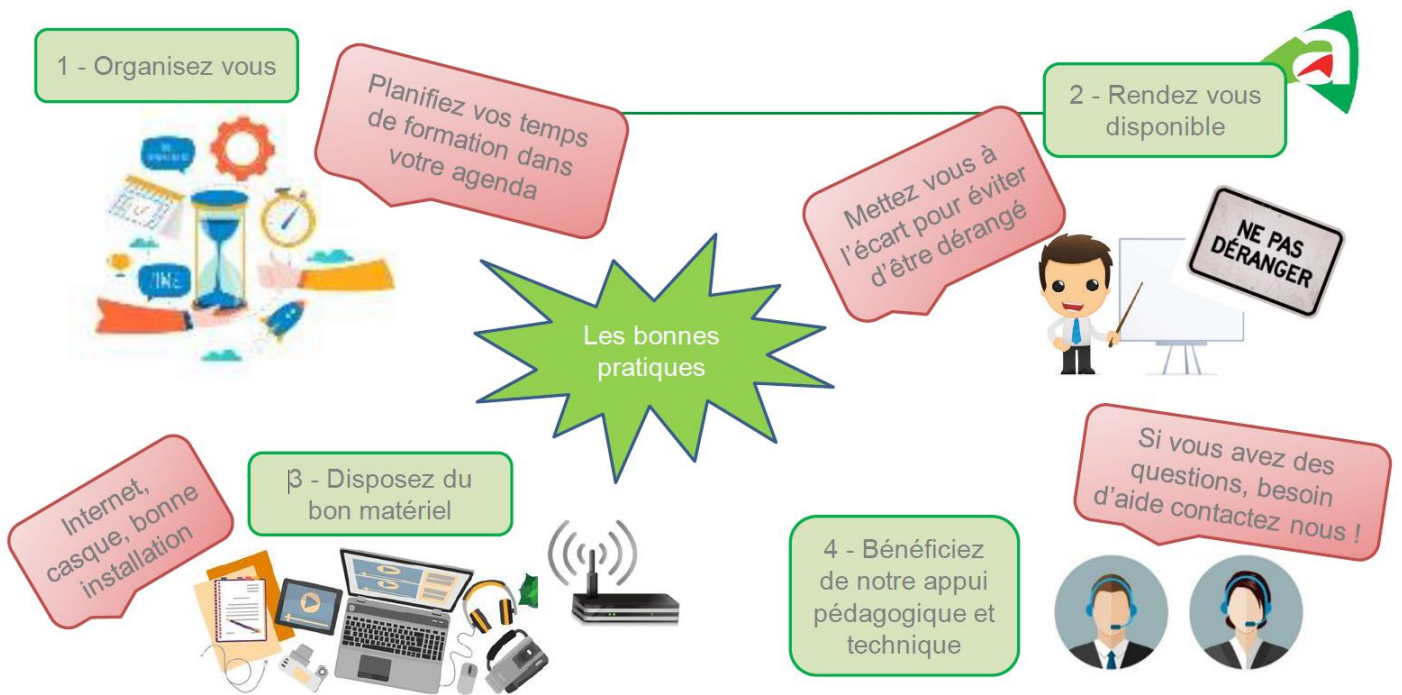 1 - Organisez vous
Planifiez vos temps
de formation dans
votre agenda
2 - Rendez vous
disponible
Mettez vous à
l'écart pour éviter
d'être dérangé
NE PAS
DÉRANGER
TIME
Les bonnes
pratiques
3 - Disposez du
bon matériel
Internet,
casque, bonne
installation
4 - Bénéficiez
de notre appui
pédagogique et
technique
Si vous avez des
questions, besoin
d'aide contactez nous !